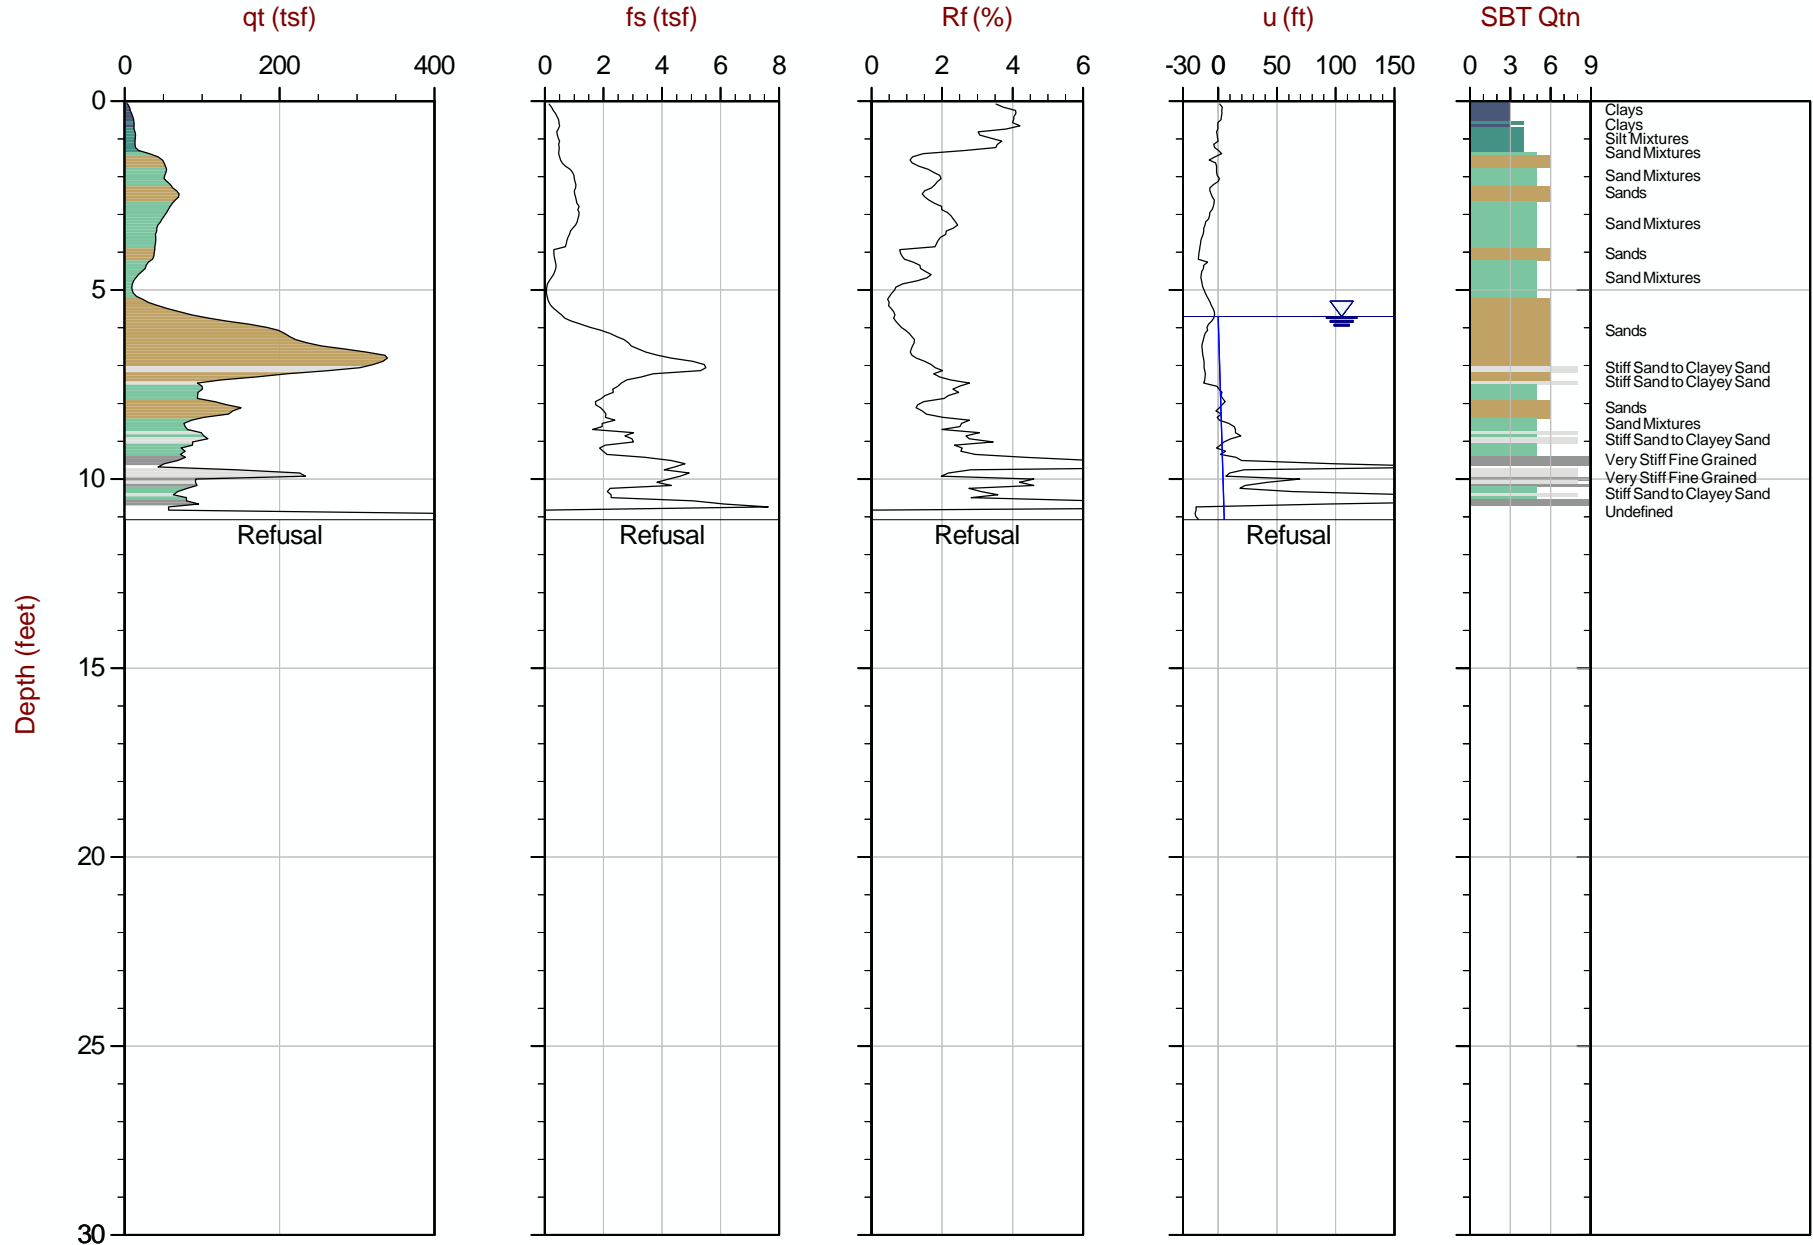 qt (tsf) fs (tsf) Rf (%) u (ft) SBT Qtn
0 200 400 0 2 4 6 8 0 2 4 6 -30 0 50 100 150 0 3 6 9
0
Clays
Clays
Silt Mixtures
Sand Mixtures
Sand Mixtures
Sands
Sand Mixtures
Sands
Sand Mixtures
5
Sands
Stiff Sand to Clayey Sand
Stiff Sand to Clayey Sand
Sands
Sand Mixtures
Stiff Sand to Clayey Sand
Very Stiff Fine Grained
10
Very Stiff Fine Grained
Stiff Sand to Clayey Sand
Undefined
Refusal Refusal Refusal Refusal
Depth (feet)
15
20
25
30